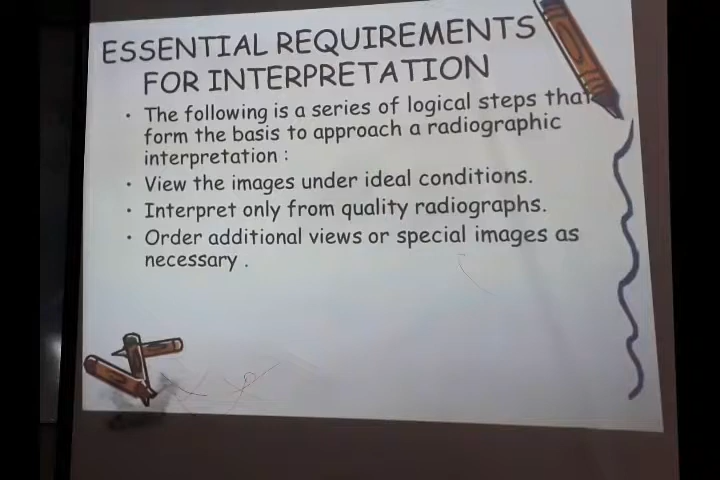 ESSENTIAL REQUIREMENTS
FOR INTERPRETATION
• The following is a series of logical steps that
form the basis to approach a radiographic
interpretation :
• View the images under ideal conditions.
• Interpret only from quality radiographs.
• Order additional views or special images as
necessary .